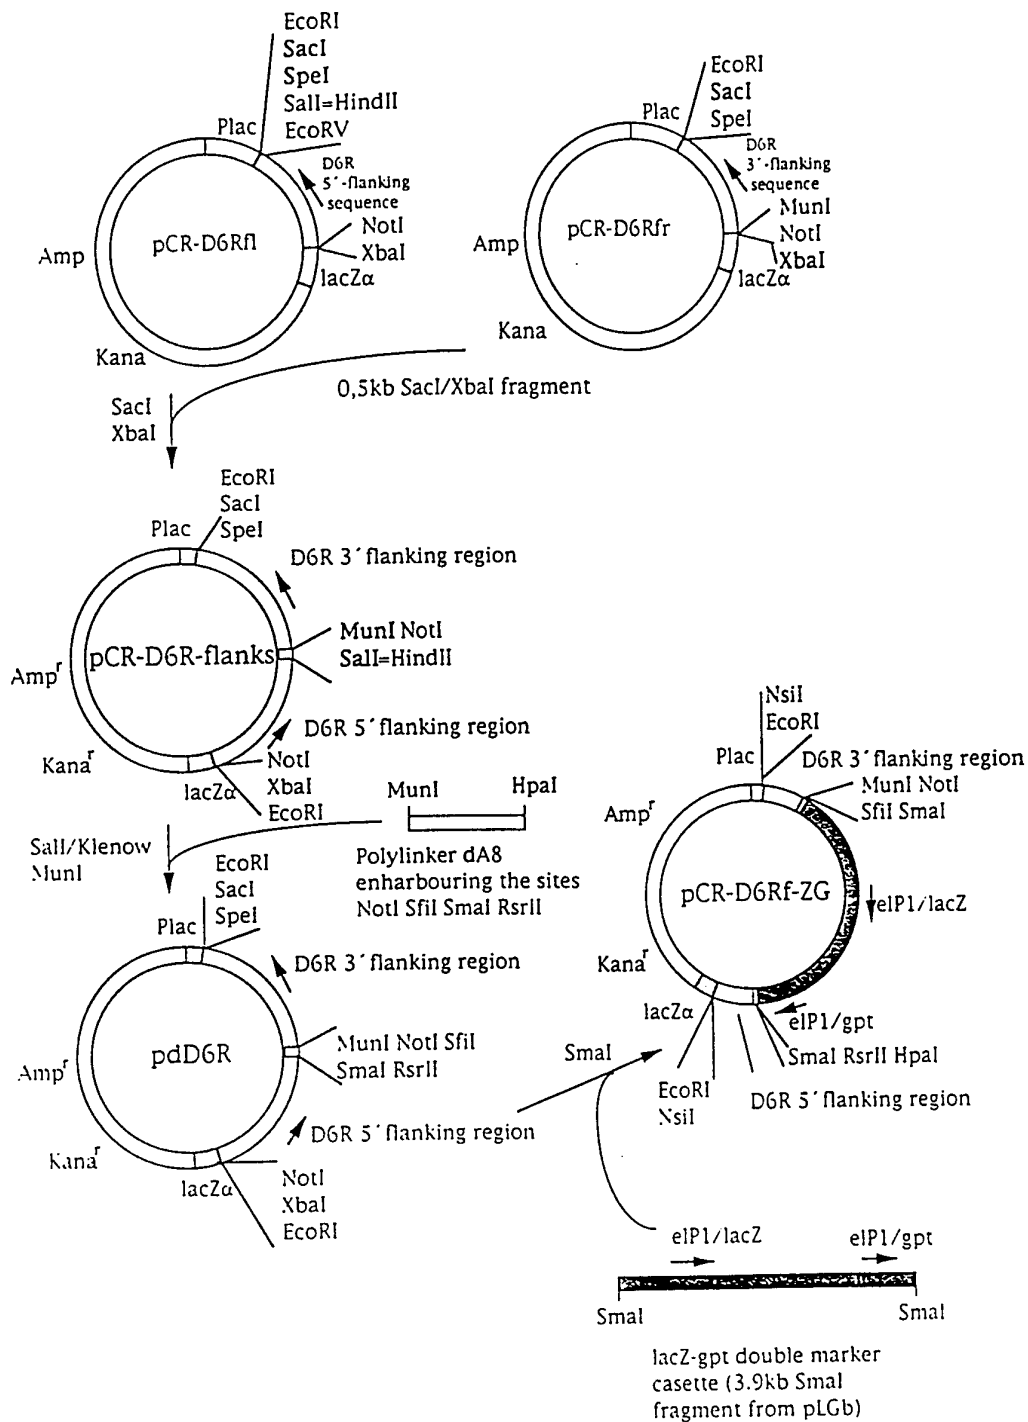 EcoRI
SacI
SpeI
SalI=HindII
EcoRV
Plac
D6R
5´-flanking
sequence
NotI
XbaI
lacZα
Amp
pCR-D6Rfl
Kana
EcoRI
SacI
SpeI
Plac
D6R
3´-flanking
sequence
MunI
NotI
XbaI
lacZα
Amp
pCR-D6Rfr
Kana
0,5kb SacI/XbaI fragment
SacI
XbaI
EcoRI
SacI
SpeI
Plac
D6R 3´flanking region
MunI NotI
SalI=HindII
pCR-D6R-flanks
Ampʳ
D6R 5´flanking region
Kanaʳ
NotI
XbaI
EcoRI
lacZα
MunI
HpaI
SalI/Klenow
MunI
Polylinker dA8
enharbouring the sites
NotI SfiI SmaI RsrII
EcoRI
SacI
SpeI
Plac
D6R 3´flanking region
MunI NotI SfiI
SmaI RsrII
pdD6R
Ampʳ
D6R 5´flanking region
Kanaʳ
lacZα
NotI
XbaI
EcoRI
NsiI
EcoRI
Plac
D6R 3´flanking region
MunI NotI
SfiI SmaI
Ampʳ
pCR-D6Rf-ZG
elP1/lacZ
Kanaʳ
lacZα
elP1/gpt
SmaI RsrII HpaI
EcoRI
NsiI
D6R 5´flanking region
SmaI
elP1/lacZ
elP1/gpt
SmaI
SmaI
lacZ-gpt double marker
casette (3.9kb SmaI
fragment from pLGb)